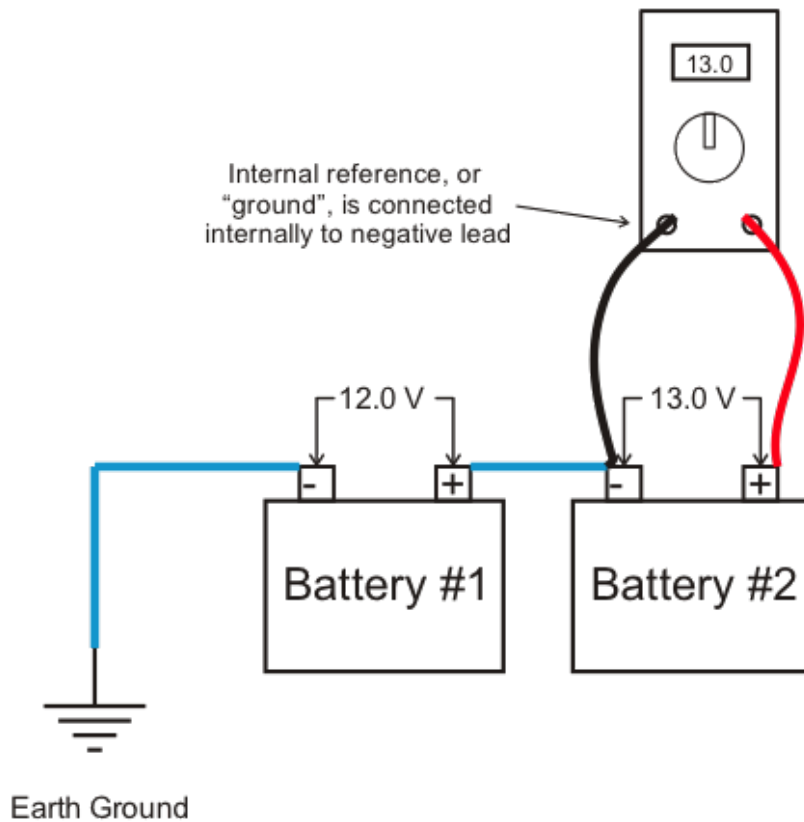 13.0
Internal reference, or
“ground”, is connected
internally to negative lead
12.0 V
13.0 V
- + - +
Battery #1
Battery #2
Earth Ground